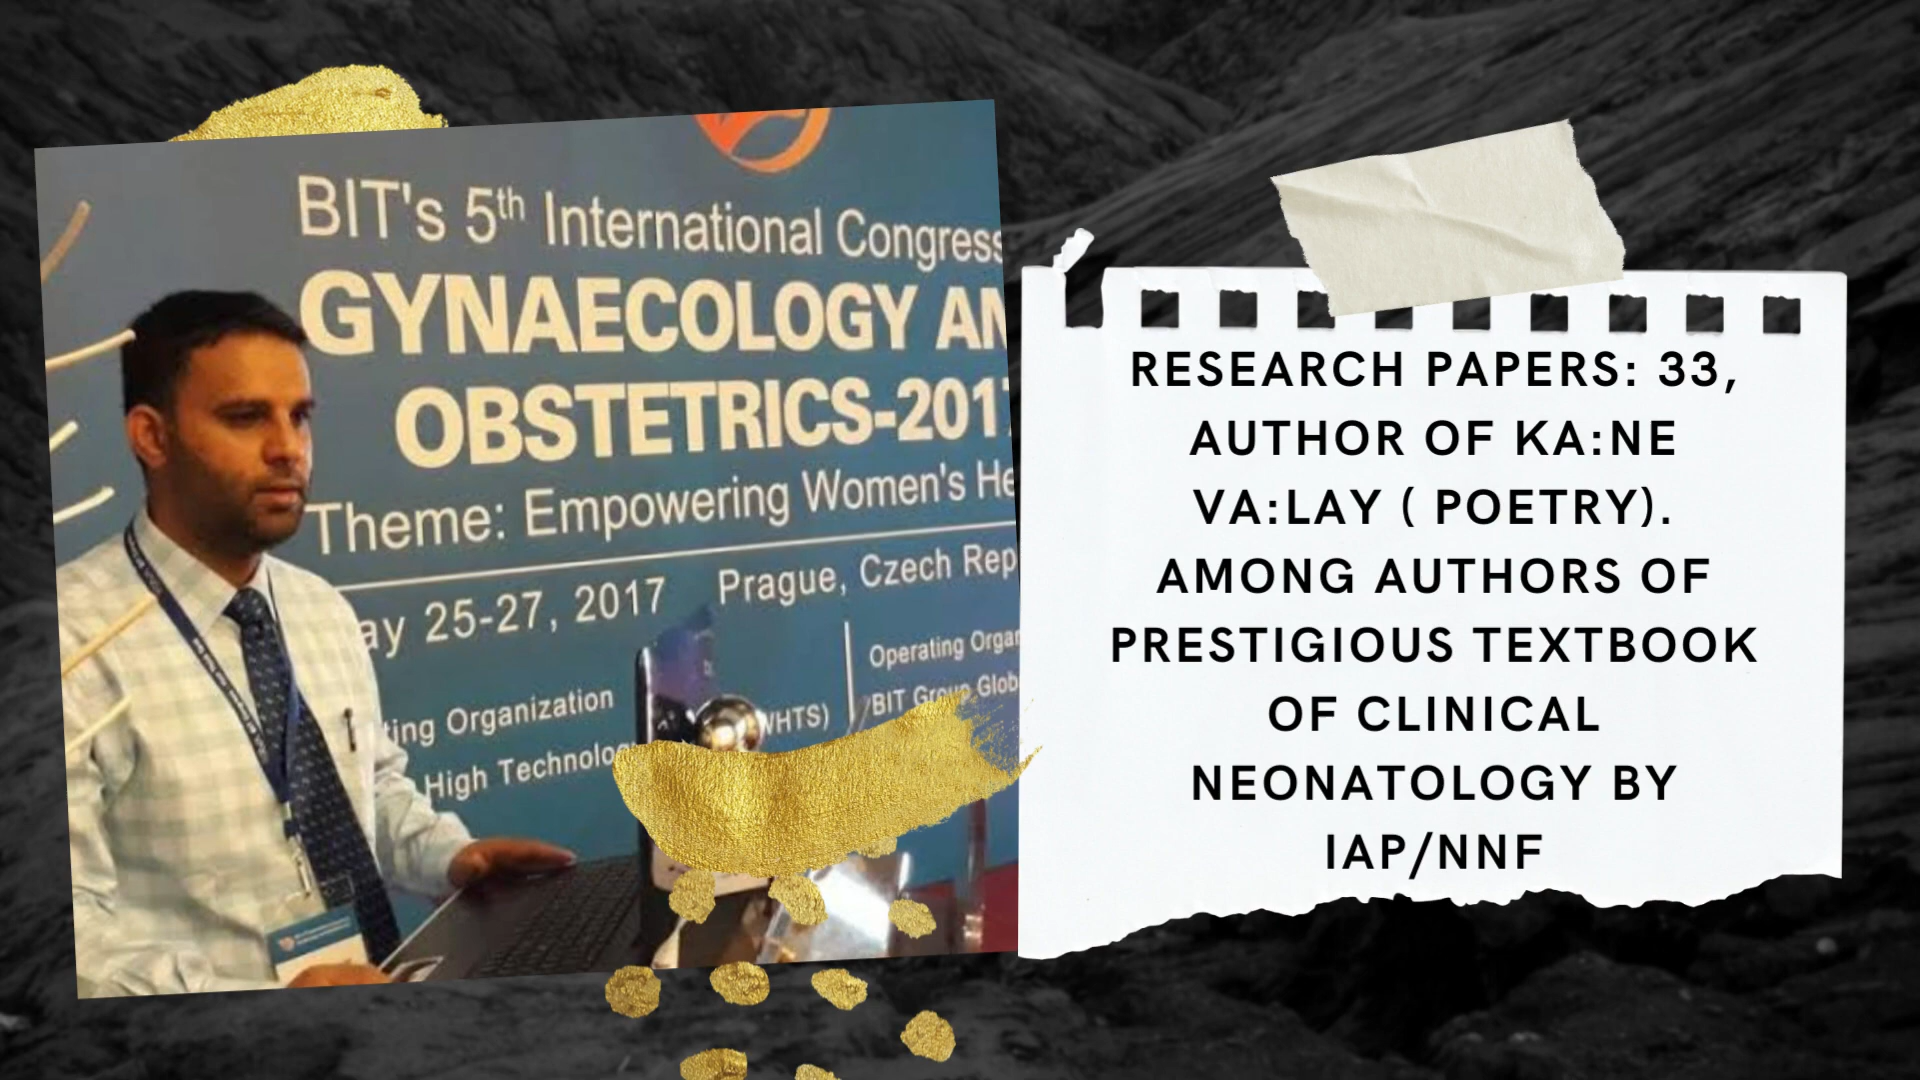 BIT's 5th International Congress
GYNAECOLOGY AN
OBSTETRICS-2017
Theme: Empowering Women's He
ay 25-27, 2017 Prague, Czech Rep
ting Organization
High Technolo
WHTS)
Operating Organ
BIT Group Glob
RESEARCH PAPERS: 33,
AUTHOR OF KA:NE
VA:LAY ( POETRY).
AMONG AUTHORS OF
PRESTIGIOUS TEXTBOOK
OF CLINICAL
NEONATOLOGY BY
IAP/NNF